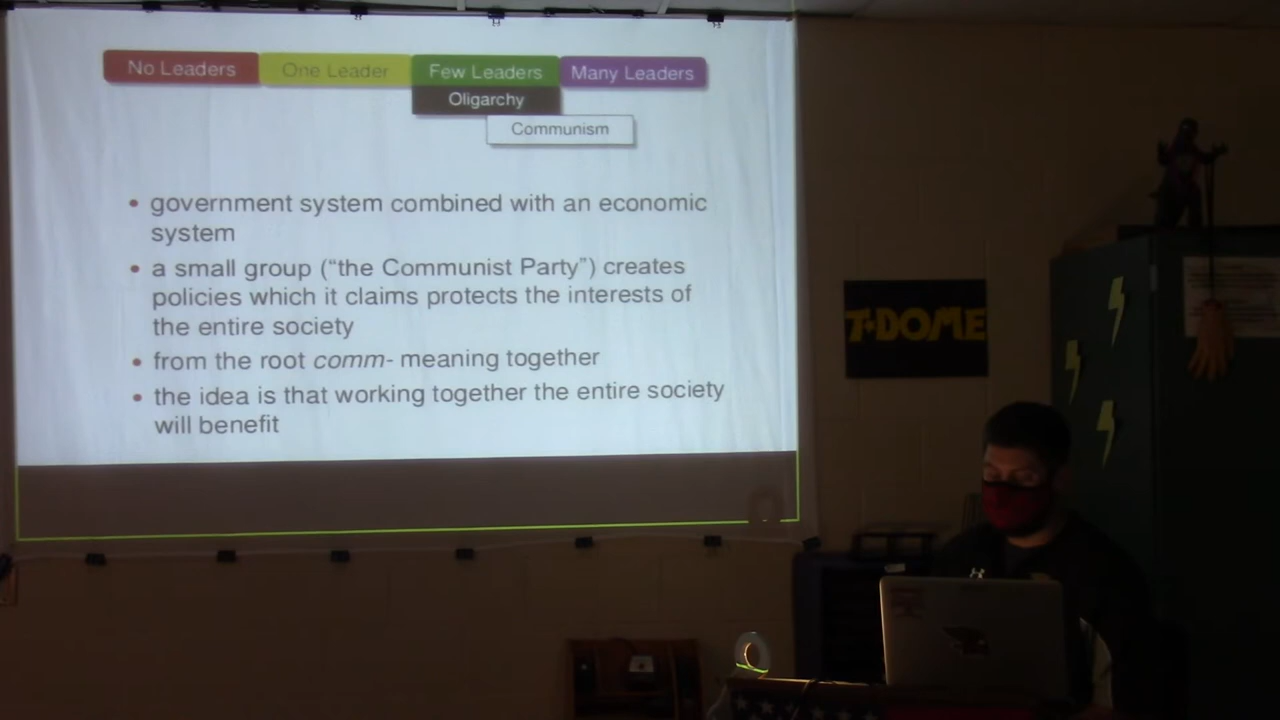 No Leaders
One Leader
Few Leaders
Many Leaders
Oligarchy
Communism
• government system combined with an economic
system
• a small group (“the Communist Party”) creates
policies which it claims protects the interests of
the entire society
• from the root comm- meaning together
• the idea is that working together the entire society
will benefit
T-DOME